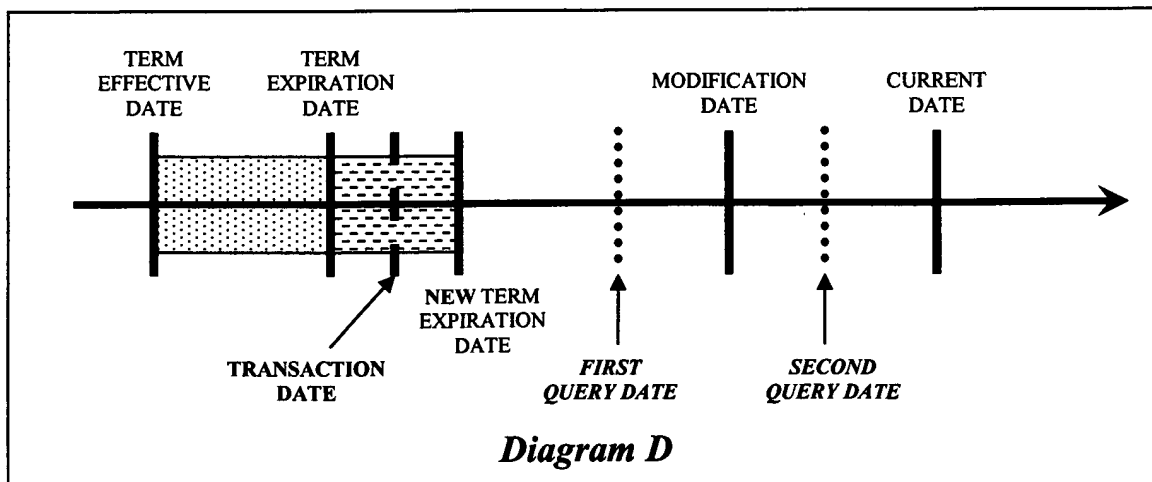 TERM
EFFECTIVE
DATE
TERM
EXPIRATION
DATE
MODIFICATION
DATE
CURRENT
DATE
NEW TERM
EXPIRATION
DATE
TRANSACTION
DATE
FIRST
QUERY DATE
SECOND
QUERY DATE
Diagram D